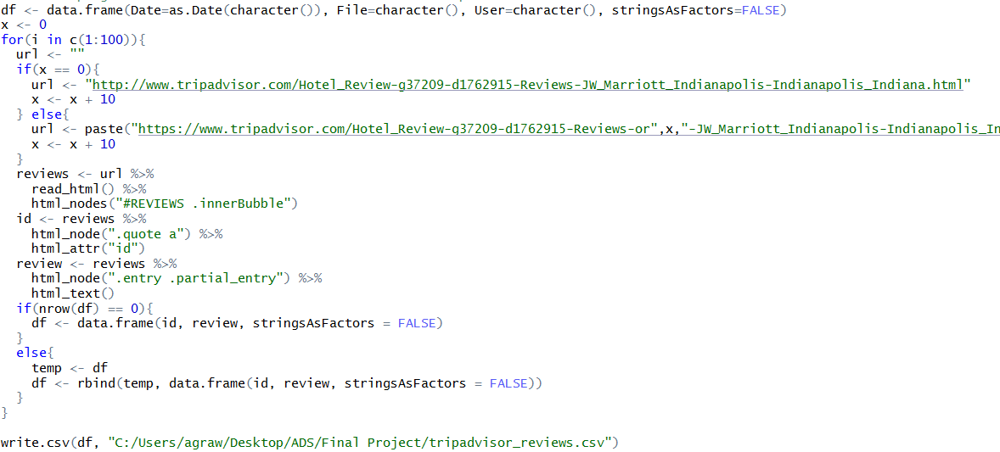 df <- data.frame(Date=as.Date(character()), File=character(), User=character(), stringsAsFactors=FALSE)
x <- 0
for(i in c(1:100)){
  url <- ""
  if(x == 0){
    url <- "http://www.tripadvisor.com/Hotel_Review-g37209-d1762915-Reviews-JW_Marriott_Indianapolis-Indianapolis_Indiana.html"
    x <- x + 10
  } else{
    url <- paste("https://www.tripadvisor.com/Hotel_Review-g37209-d1762915-Reviews-or",x,"-JW_Marriott_Indianapolis-Indianapolis_In
    x <- x + 10
  }
  reviews <- url %>%
    read_html() %>%
    html_nodes("#REVIEWS .innerBubble")
  id <- reviews %>%
    html_node(".quote a") %>%
    html_attr("id")
  review <- reviews %>%
    html_node(".entry .partial_entry") %>%
    html_text()
  if(nrow(df) == 0){
    df <- data.frame(id, review, stringsAsFactors = FALSE)
  }
  else{
    temp <- df
    df <- rbind(temp, data.frame(id, review, stringsAsFactors = FALSE))
  }
}
write.csv(df, "C:/Users/agraw/Desktop/ADS/Final Project/tripadvisor_reviews.csv")